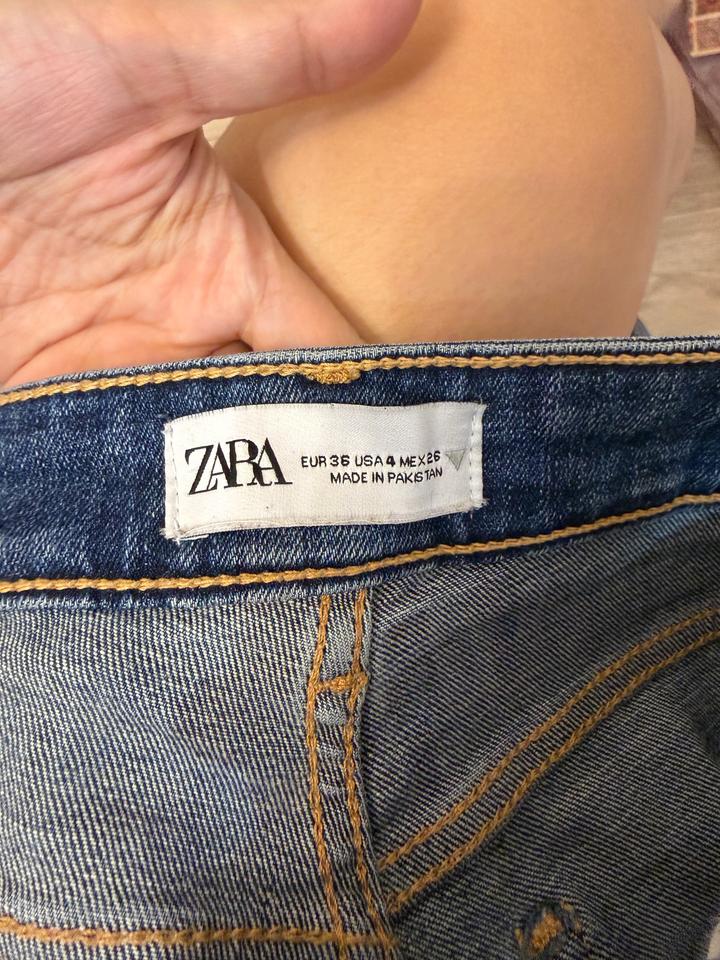 ZARA
EUR 36 USA 4 MEX 26
MADE IN PAKISTAN